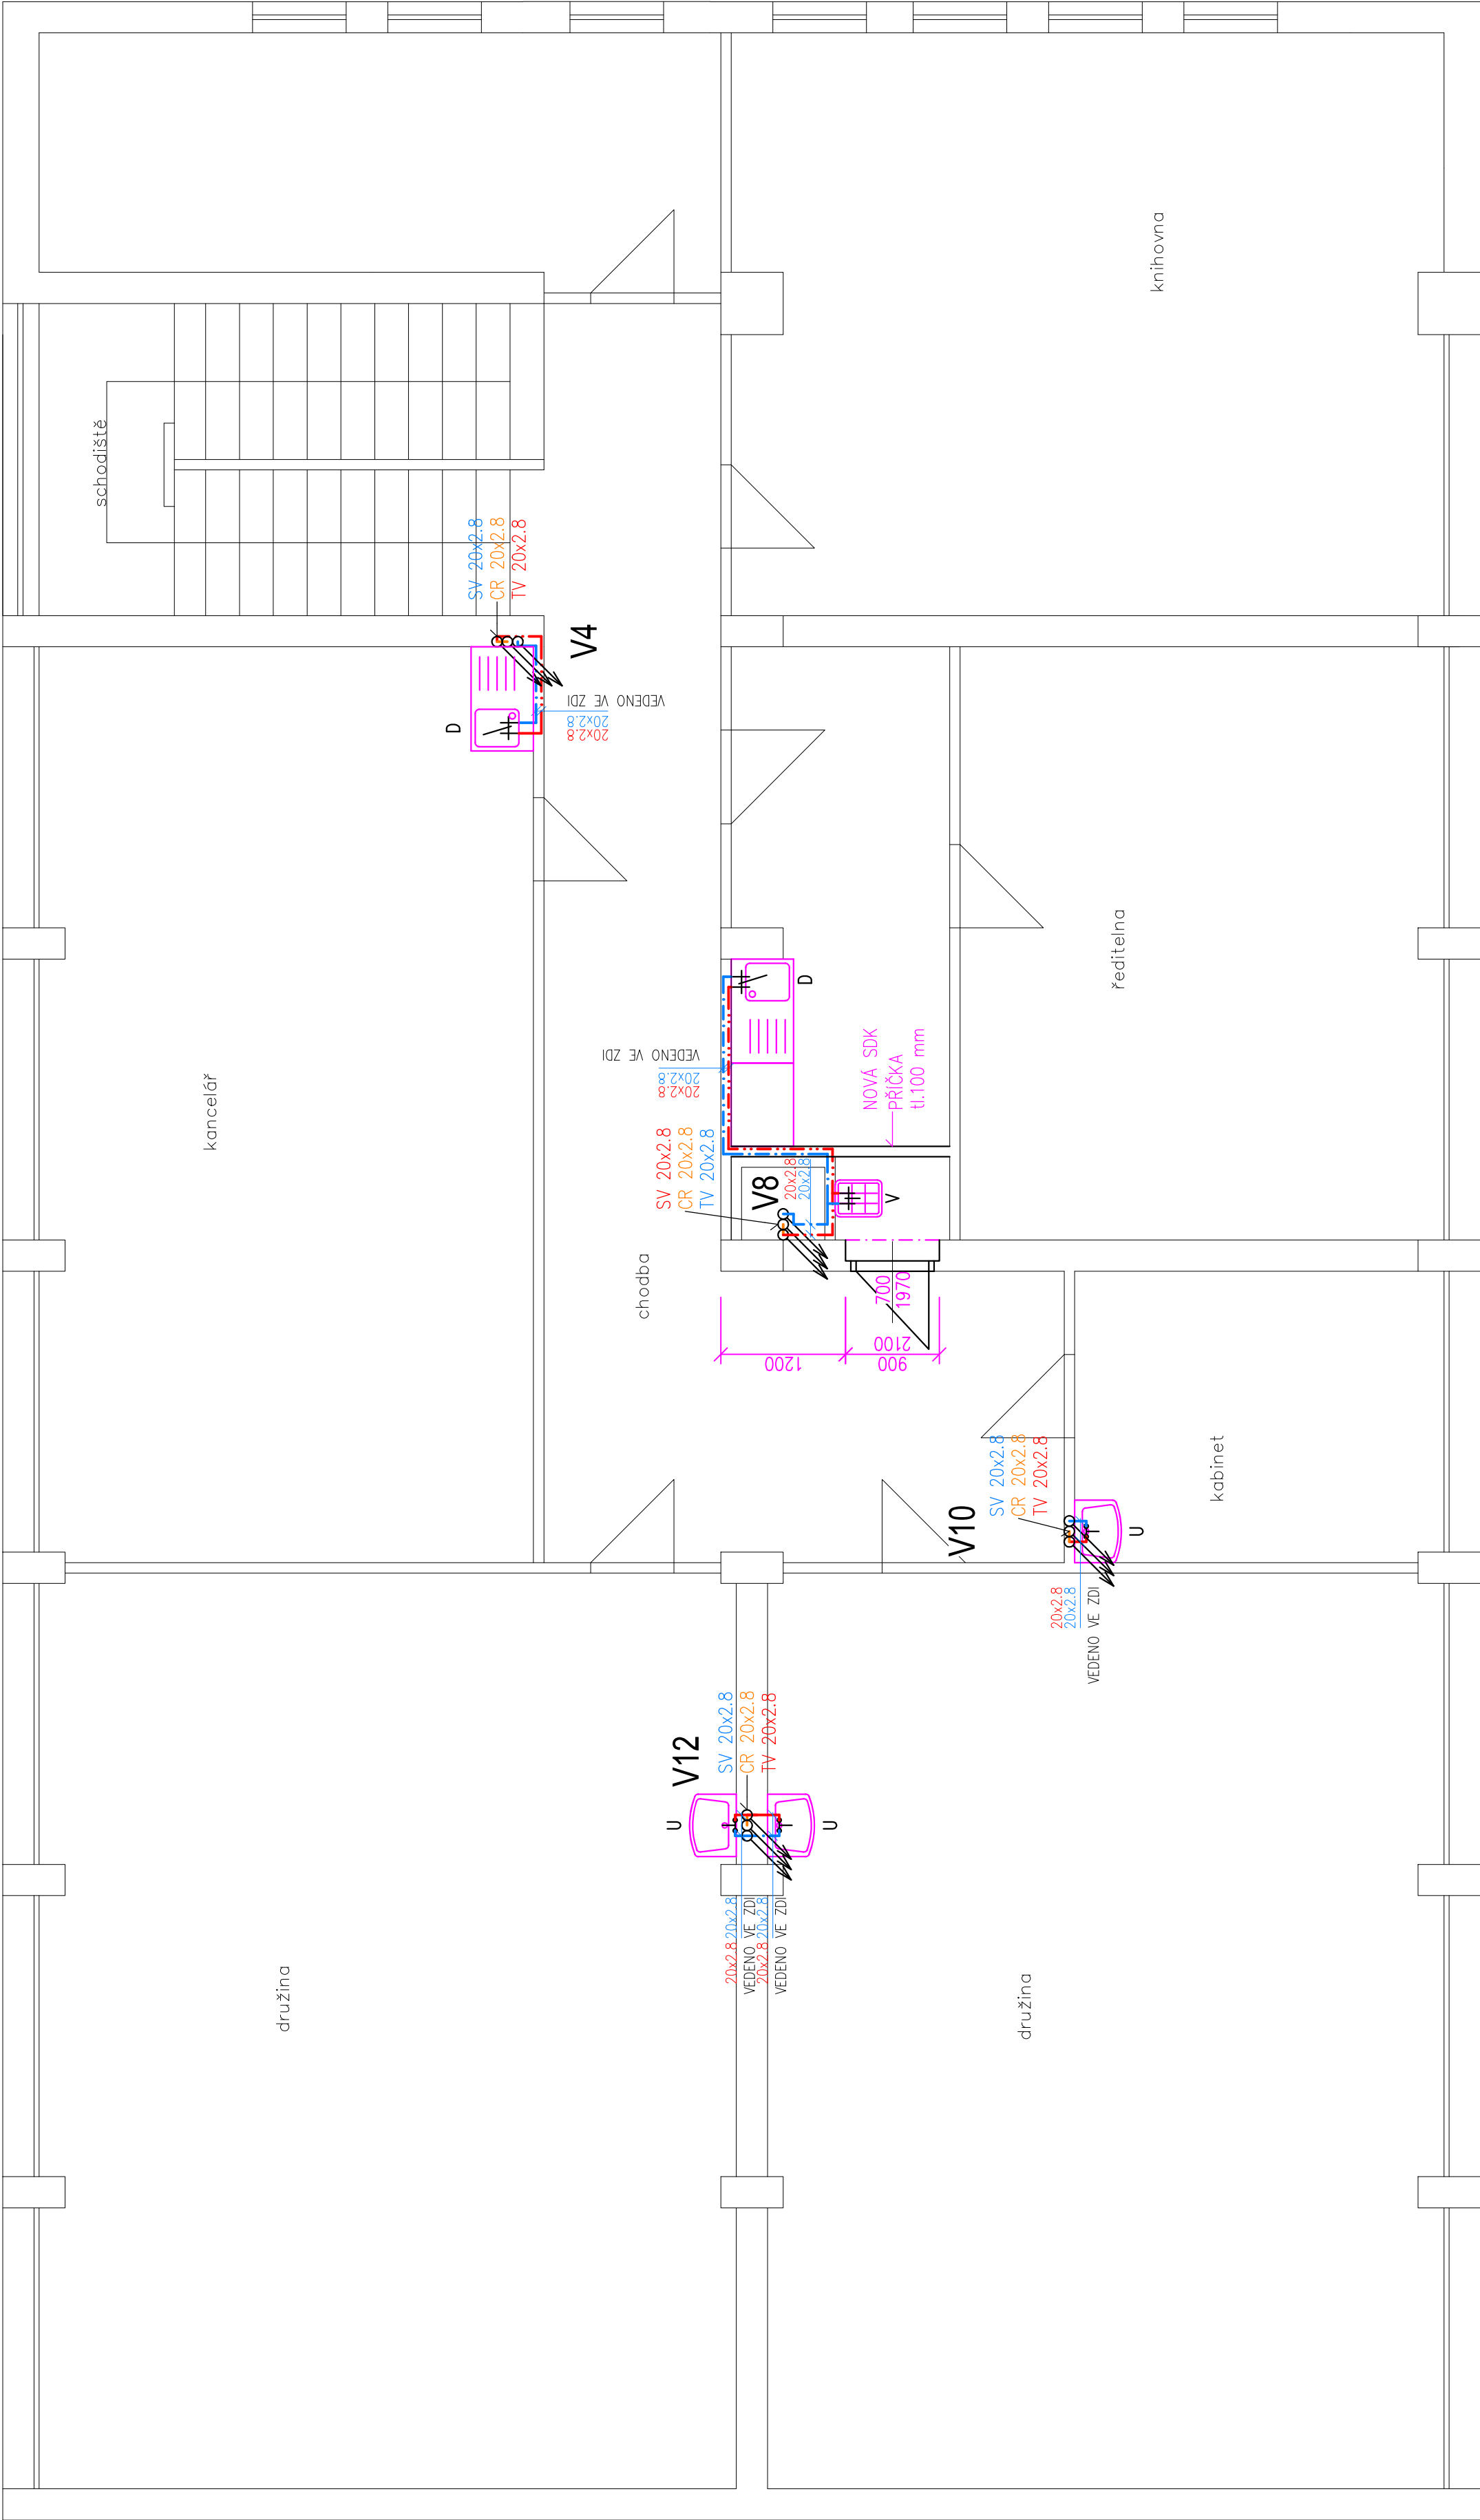 schodiště
knihovna
SV 20x2.8
CR 20x2.8
TV 20x2.8
V4
VEDENO VE ZDI
20x2.8
20x2.8
D
kancelář
ředitelna
D
VEDENO VE ZDI
20x2.8
20x2.8
NOVÁ SDK
PŘÍČKA
tl.100 mm
SV 20x2.8
CR 20x2.8
TV 20x2.8
V8
20x2.8
20x2.8
V
chodba
700
1970
1200
900
2100
kabinet
V10
SV 20x2.8
CR 20x2.8
TV 20x2.8
U
20x2.8
20x2.8
VEDENO VE ZDI
V12
SV 20x2.8
CR 20x2.8
TV 20x2.8
U
U
20x2.8 20x2.8
VEDENO VE ZDI
20x2.8 20x2.8
VEDENO VE ZDI
družina
družina